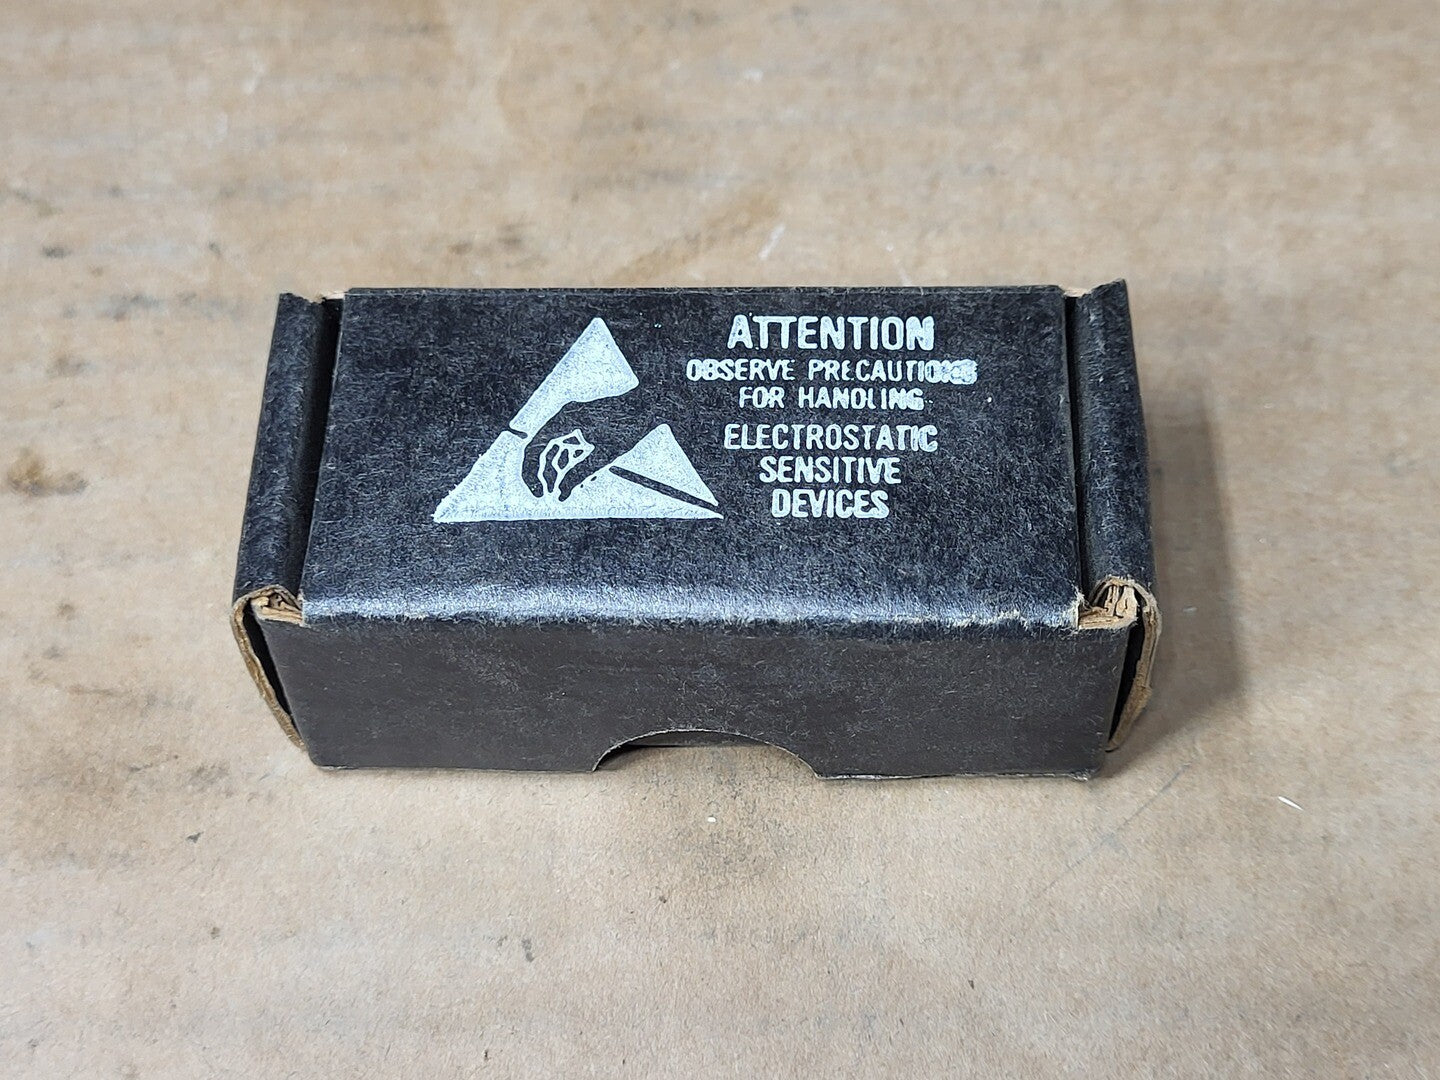 ATTENTION
OBSERVE PRECAUTIONS
FOR HANDLING
ELECTROSTATIC
SENSITIVE
DEVICES